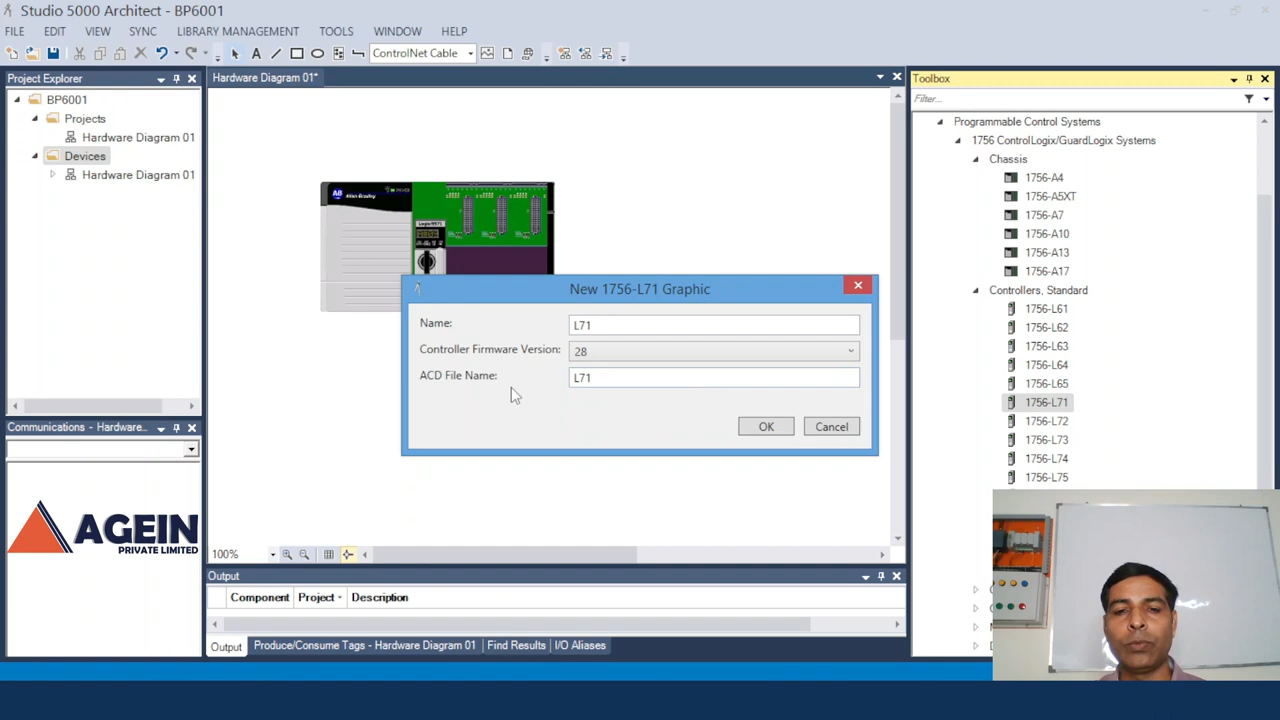 Studio 5000 Architect - BP6001
FILE EDIT VIEW SYNC LIBRARY MANAGEMENT TOOLS WINDOW HELP
ControlNet Cable
Project Explorer
BP6001
Projects
Hardware Diagram 01
Devices
Hardware Diagram 01
Communications - Hardware...
AGEIN
PRIVATE LIMITED
Hardware Diagram 01*
AB Allen-Bradley
New 1756-L71 Graphic
Name: L71
Controller Firmware Version: 28
ACD File Name: L71
OK Cancel
100%
Output
Component Project Description
Output Produce/Consume Tags - Hardware Diagram 01 Find Results I/O Aliases
Toolbox
Filter...
Programmable Control Systems
1756 ControlLogix/GuardLogix Systems
Chassis
1756-A4
1756-A5XT
1756-A7
1756-A10
1756-A13
1756-A17
Controllers, Standard
1756-L61
1756-L62
1756-L63
1756-L64
1756-L65
1756-L71
1756-L72
1756-L73
1756-L74
1756-L75